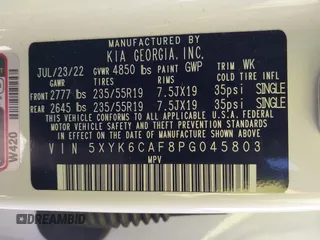 MANUFACTURED BY
KIA GEORGIA, INC.
JUL/23/22 GVWR 4850 lbs PAINT GWP TRIM WK
TIRES RIMS COLD INFL
FRONT 2777 lbs 235/55R19 7.5JX19 35psi SINGLE
REAR 2645 lbs 235/55R19 7.5JX19 35psi SINGLE
THIS VEHICLE CONFORMS TO ALL APPLICABLE
FEDERAL MOTOR VEHICLE SAFETY
AND THEFT PREVENTION STANDARDS
IN EFFECT ON THE DATE OF MANUFACTURE SHOWN ABOVE
VIN 5XYK6CAF8PG045803
MPV
W420
DREAMBID